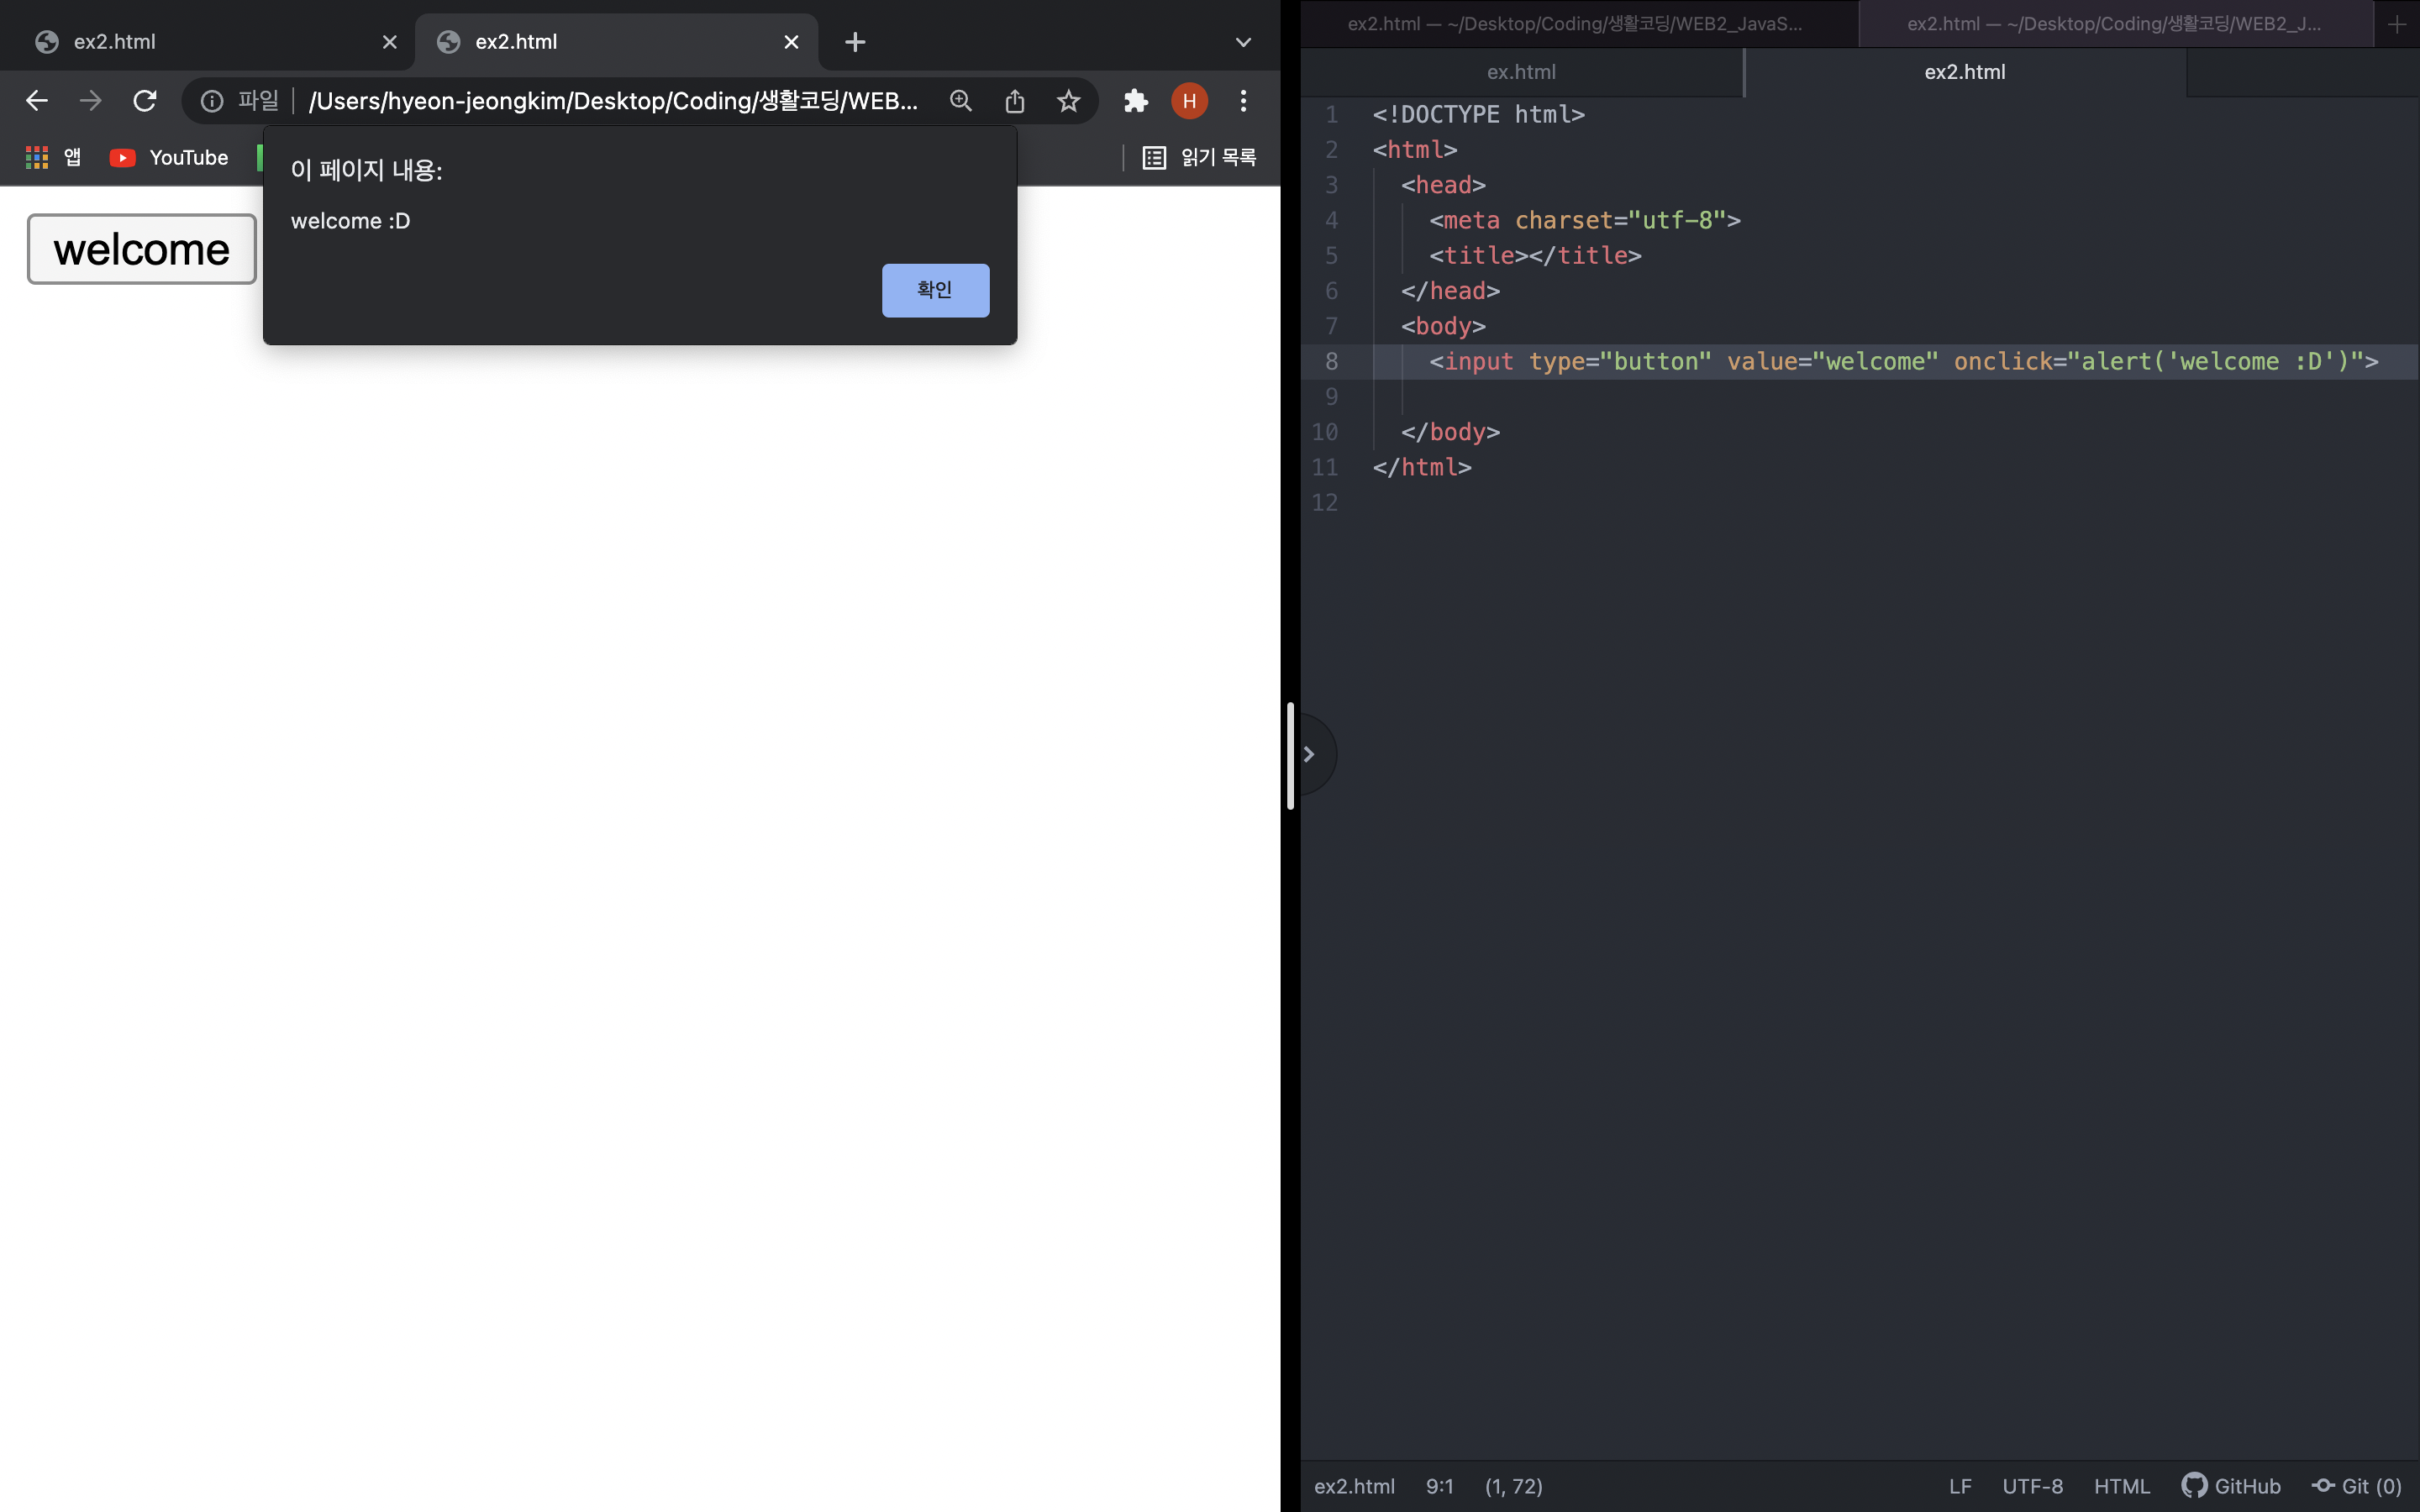 ex2.html
ex2.html
파일 /Users/hyeon-jeongkim/Desktop/Coding/생활코딩/WEB...
H
앱 YouTube
읽기 목록
이 페이지 내용:
welcome :D
확인
welcome
ex2.html — ~/Desktop/Coding/생활코딩/WEB2_JavaS...
ex2.html — ~/Desktop/Coding/생활코딩/WEB2_J...
ex.html
ex2.html
1 <!DOCTYPE html>
2 <html>
3 <head>
4 <meta charset="utf-8">
5 <title></title>
6 </head>
7 <body>
8 <input type="button" value="welcome" onclick="alert('welcome :D')">
9
10 </body>
11 </html>
12
ex2.html 9:1 (1, 72) LF UTF-8 HTML GitHub Git (0)